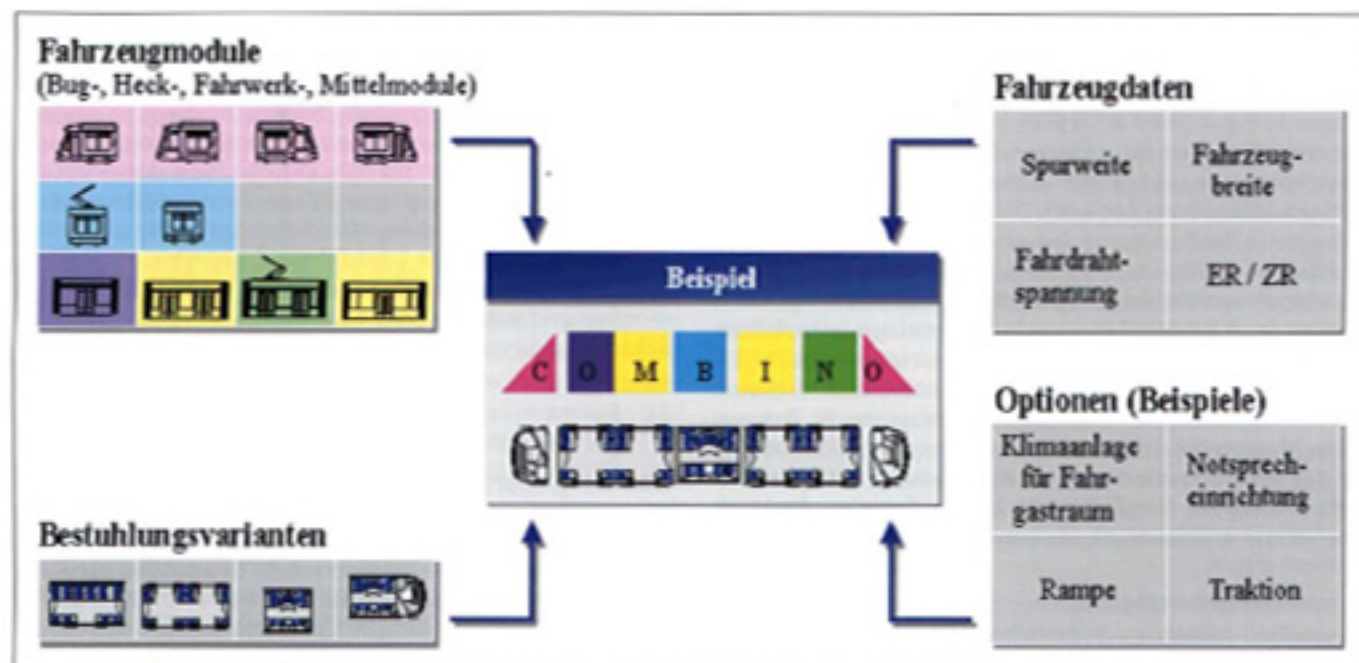 Fahrzeugmodule
(Bug-, Heck-, Fahrwerk-, Mittelmodule)
Fahrzeugdaten
Spurweite
Fahrzeug-
breite
Fahrdraht-
spannung
ER / ZR
Beispiel
C O M B I N O
Optionen (Beispiele)
Klimaanlage
für Fahr-
gastraum
Notsprech-
einrichtung
Rampe
Traktion
Bestuhlungsvarianten